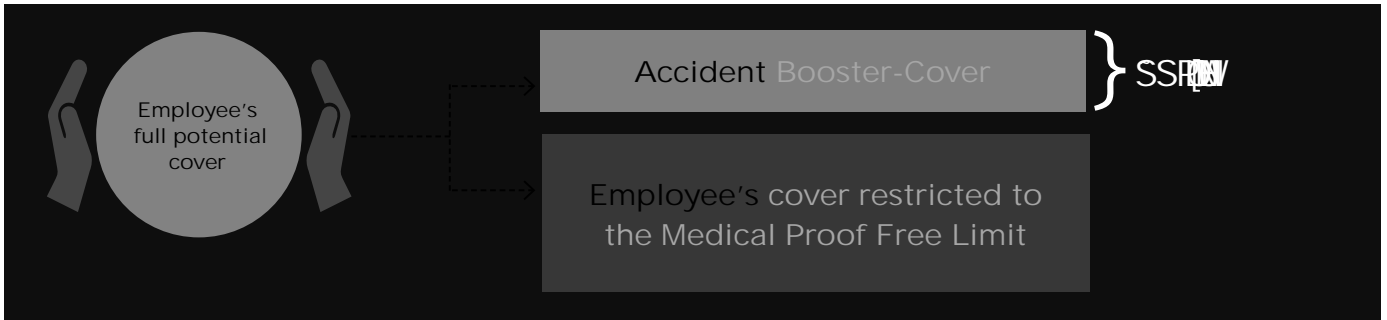 Employee's
full potential
cover
Accident Booster-Cover
Employee's cover restricted to
the Medical Proof Free Limit